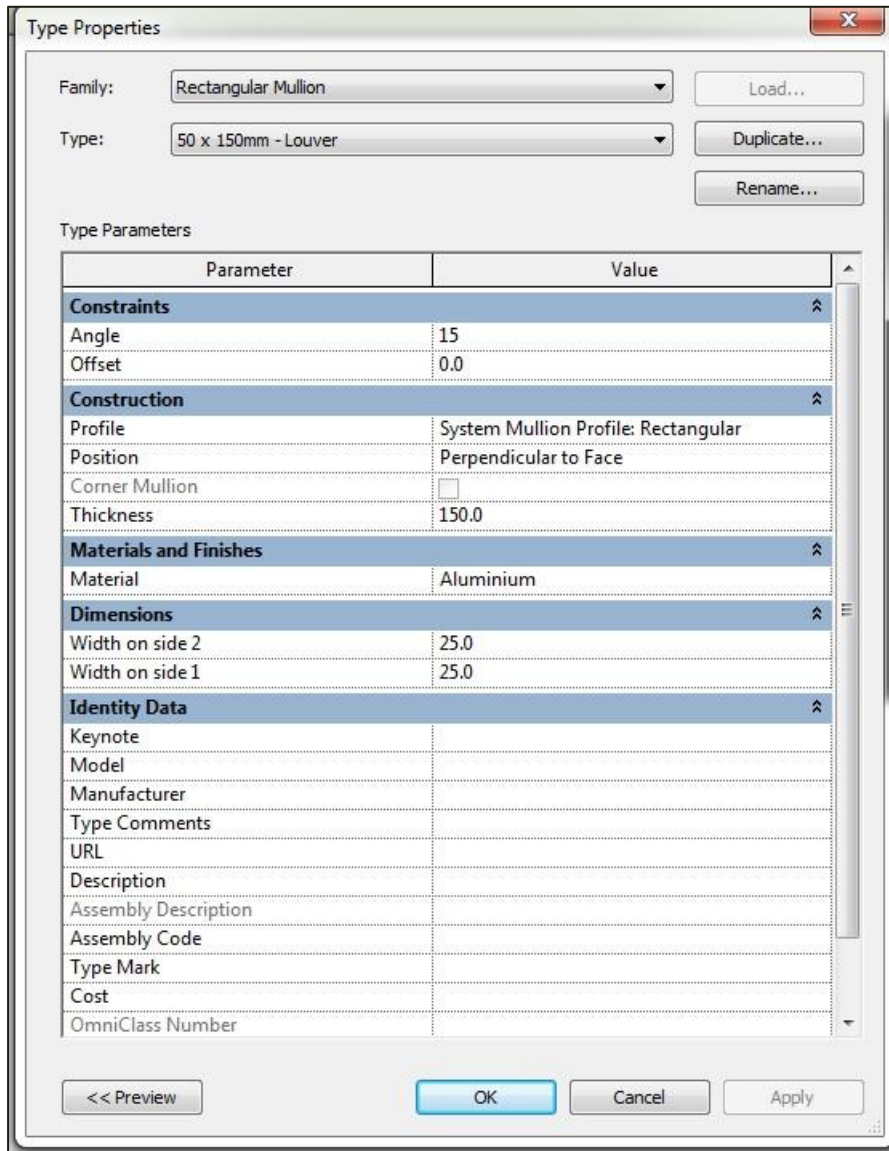 Type Properties
Family: Rectangular Mullion Load...
Type: 50 x 150mm - Louver Duplicate...
Rename...
Type Parameters
Parameter Value
Constraints
Angle 15
Offset 0.0
Construction
Profile System Mullion Profile: Rectangular
Position Perpendicular to Face
Corner Mullion
Thickness 150.0
Materials and Finishes
Material Aluminium
Dimensions
Width on side 2 25.0
Width on side 1 25.0
Identity Data
Keynote
Model
Manufacturer
Type Comments
URL
Description
Assembly Description
Assembly Code
Type Mark
Cost
OmniClass Number
<< Preview OK Cancel Apply